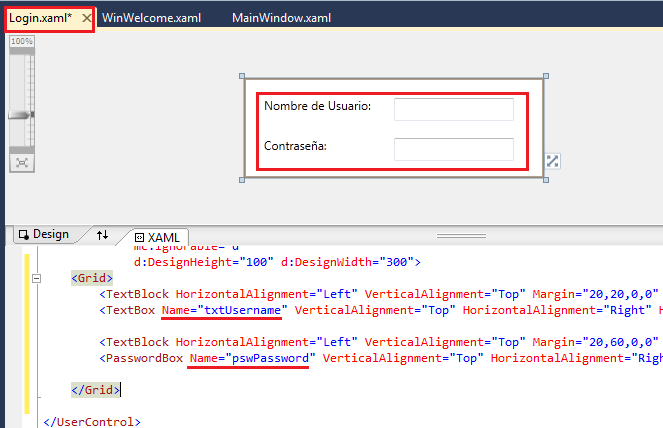 Login.xaml* WinWelcome.xaml MainWindow.xaml
100%
Nombre de Usuario:
Contraseña:
Design XAML
mc:Ignorable="d"
d:DesignHeight="100" d:DesignWidth="300">
<Grid>
<TextBlock HorizontalAlignment="Left" VerticalAlignment="Top" Margin="20,20,0,0"
<TextBox Name="txtUsername" VerticalAlignment="Top" HorizontalAlignment="Right" H
<TextBlock HorizontalAlignment="Left" VerticalAlignment="Top" Margin="20,60,0,0"
<PasswordBox Name="pswPassword" VerticalAlignment="Top" HorizontalAlignment="Righ
</Grid>
</UserControl>